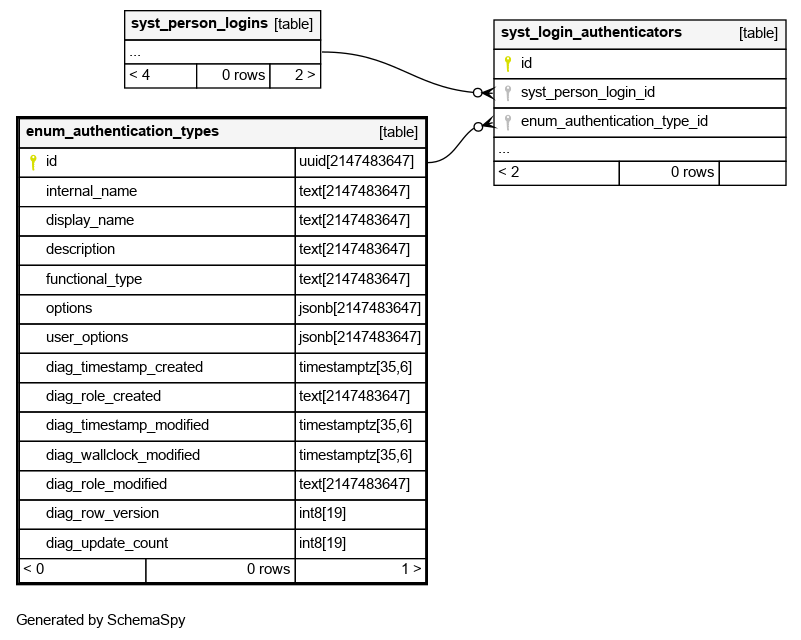 syst_person_logins [table]
...
< 4 0 rows 2 >
syst_login_authenticators [table]
id
syst_person_login_id
enum_authentication_type_id
...
< 2 0 rows
enum_authentication_types [table]
id uuid[2147483647]
internal_name text[2147483647]
display_name text[2147483647]
description text[2147483647]
functional_type text[2147483647]
options jsonb[2147483647]
user_options jsonb[2147483647]
diag_timestamp_created timestamptz[35,6]
diag_role_created text[2147483647]
diag_timestamp_modified timestamptz[35,6]
diag_wallclock_modified timestamptz[35,6]
diag_role_modified text[2147483647]
diag_row_version int8[19]
diag_update_count int8[19]
< 0 0 rows 1 >
Generated by SchemaSpy